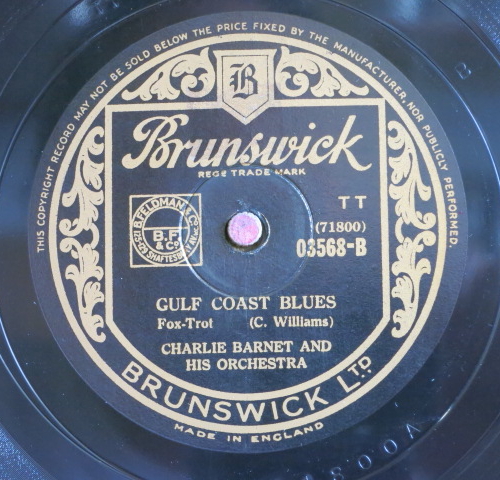 THIS COPYRIGHT RECORD MAY NOT BE SOLD BELOW THE PRICE FIXED BY THE MANUFACTURER, NOR PUBLICLY PERFORMED.
B
Brunswick
REGD TRADE MARK
B. FELDMAN & Co.
B.F. & Co
125-129 SHAFTESBURY AV. W.C.
TT
(71800)
03568-B
GULF COAST BLUES
Fox-Trot (C. Williams)
CHARLIE BARNET AND
HIS ORCHESTRA
BRUNSWICK LTD.
MADE IN ENGLAND